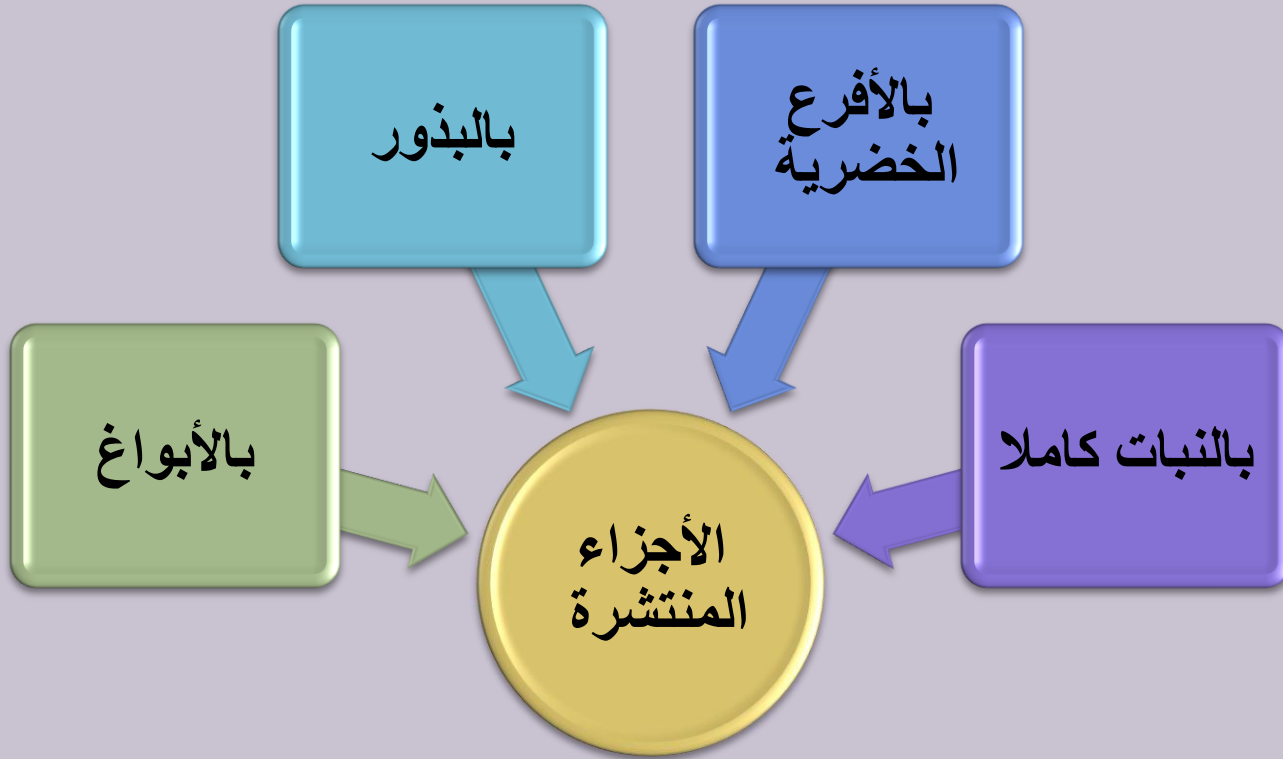 بالأفرع
الخضرية
بالبذور
بالنبات كاملا
بالأبواغ
الأجزاء
المنتشرة